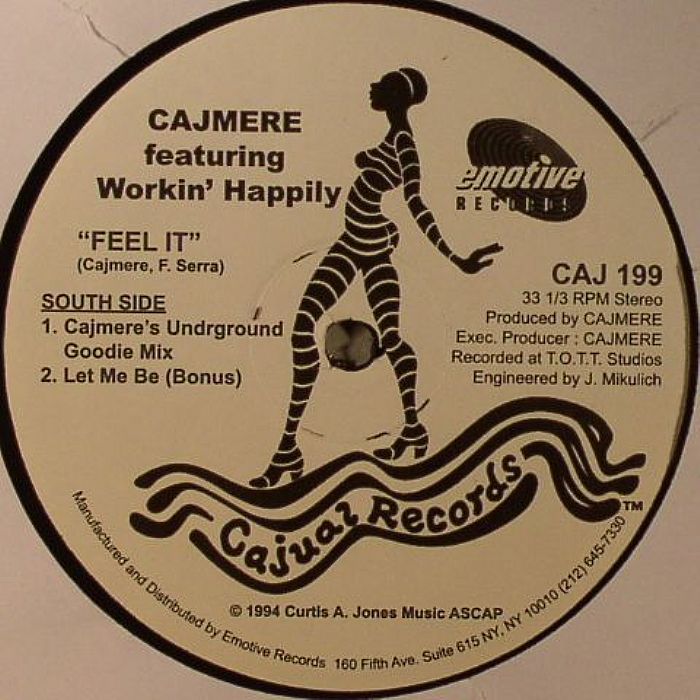 CAJMERE
featuring
Workin' Happily
"FEEL IT"
(Cajmere, F. Serra)
SOUTH SIDE
1. Cajmere's Undrground
Goodie Mix
2. Let Me Be (Bonus)
emotive
RECORDS
CAJ 199
33 1/3 RPM Stereo
Produced by CAJMERE
Exec. Producer : CAJMERE
Recorded at T.O.T.T. Studios
Engineered by J. Mikulich
Cajual Records TM
© 1994 Curtis A. Jones Music ASCAP
Manufactured and Distributed by Emotive Records 160 Fifth Ave. Suite 615 NY, NY 10010 (212) 645-7330